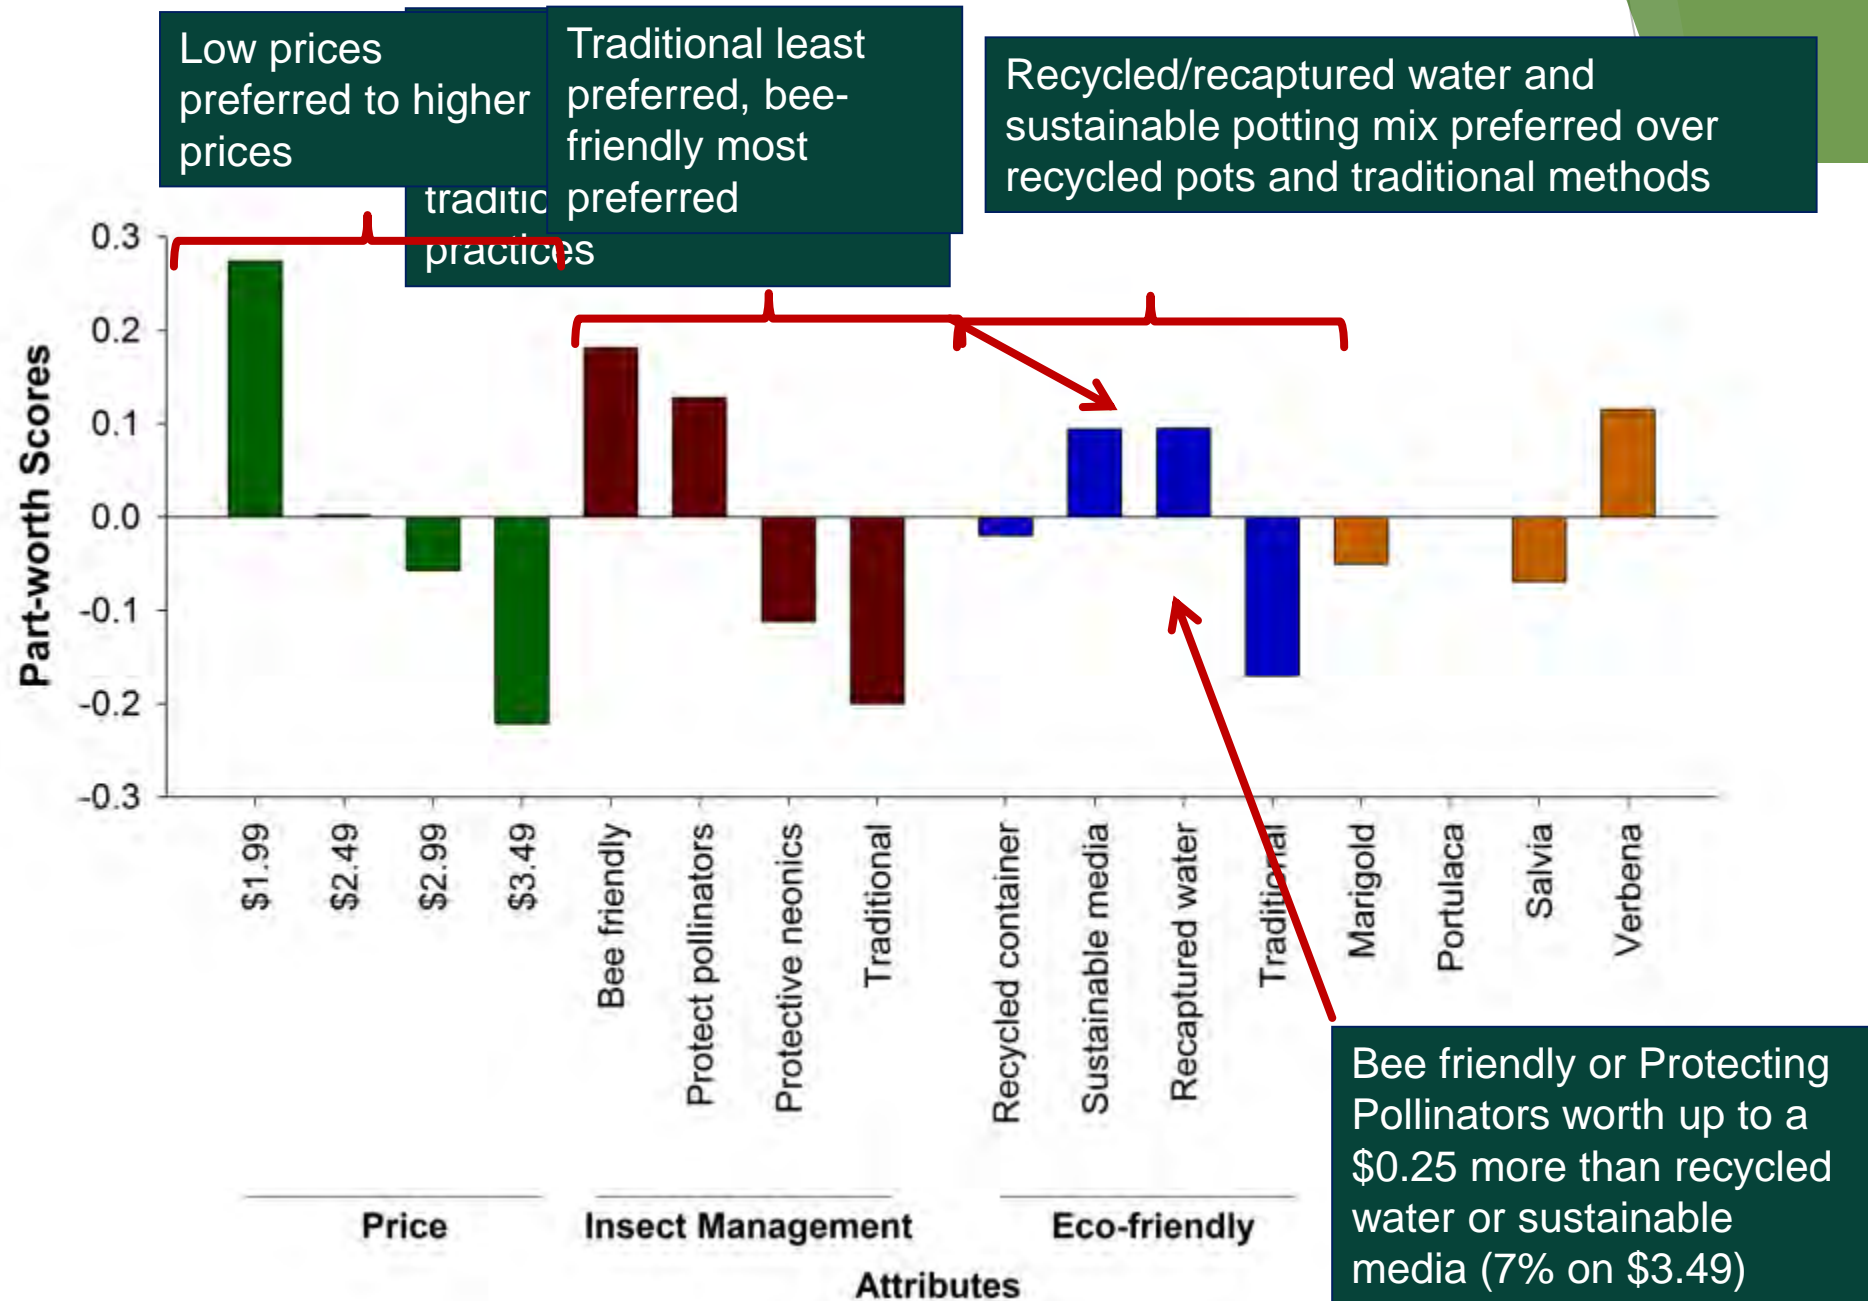 Low prices
preferred to higher
prices
Traditional least
preferred, bee-
friendly most
preferred
practices
Recycled/recaptured water and
sustainable potting mix preferred over
recycled pots and traditional methods
Part-worth Scores
0.3
0.2
0.1
0.0
-0.1
-0.2
-0.3
$1.99
$2.49
$2.99
$3.49
Bee friendly
Protect pollinators
Protective neonics
Traditional
Recycled container
Sustainable media
Recaptured water
Traditional
Marigold
Portulaca
Salvia
Verbena
Price
Insect Management
Eco-friendly
Attributes
Bee friendly or Protecting
Pollinators worth up to a
$0.25 more than recycled
water or sustainable
media (7% on $3.49)